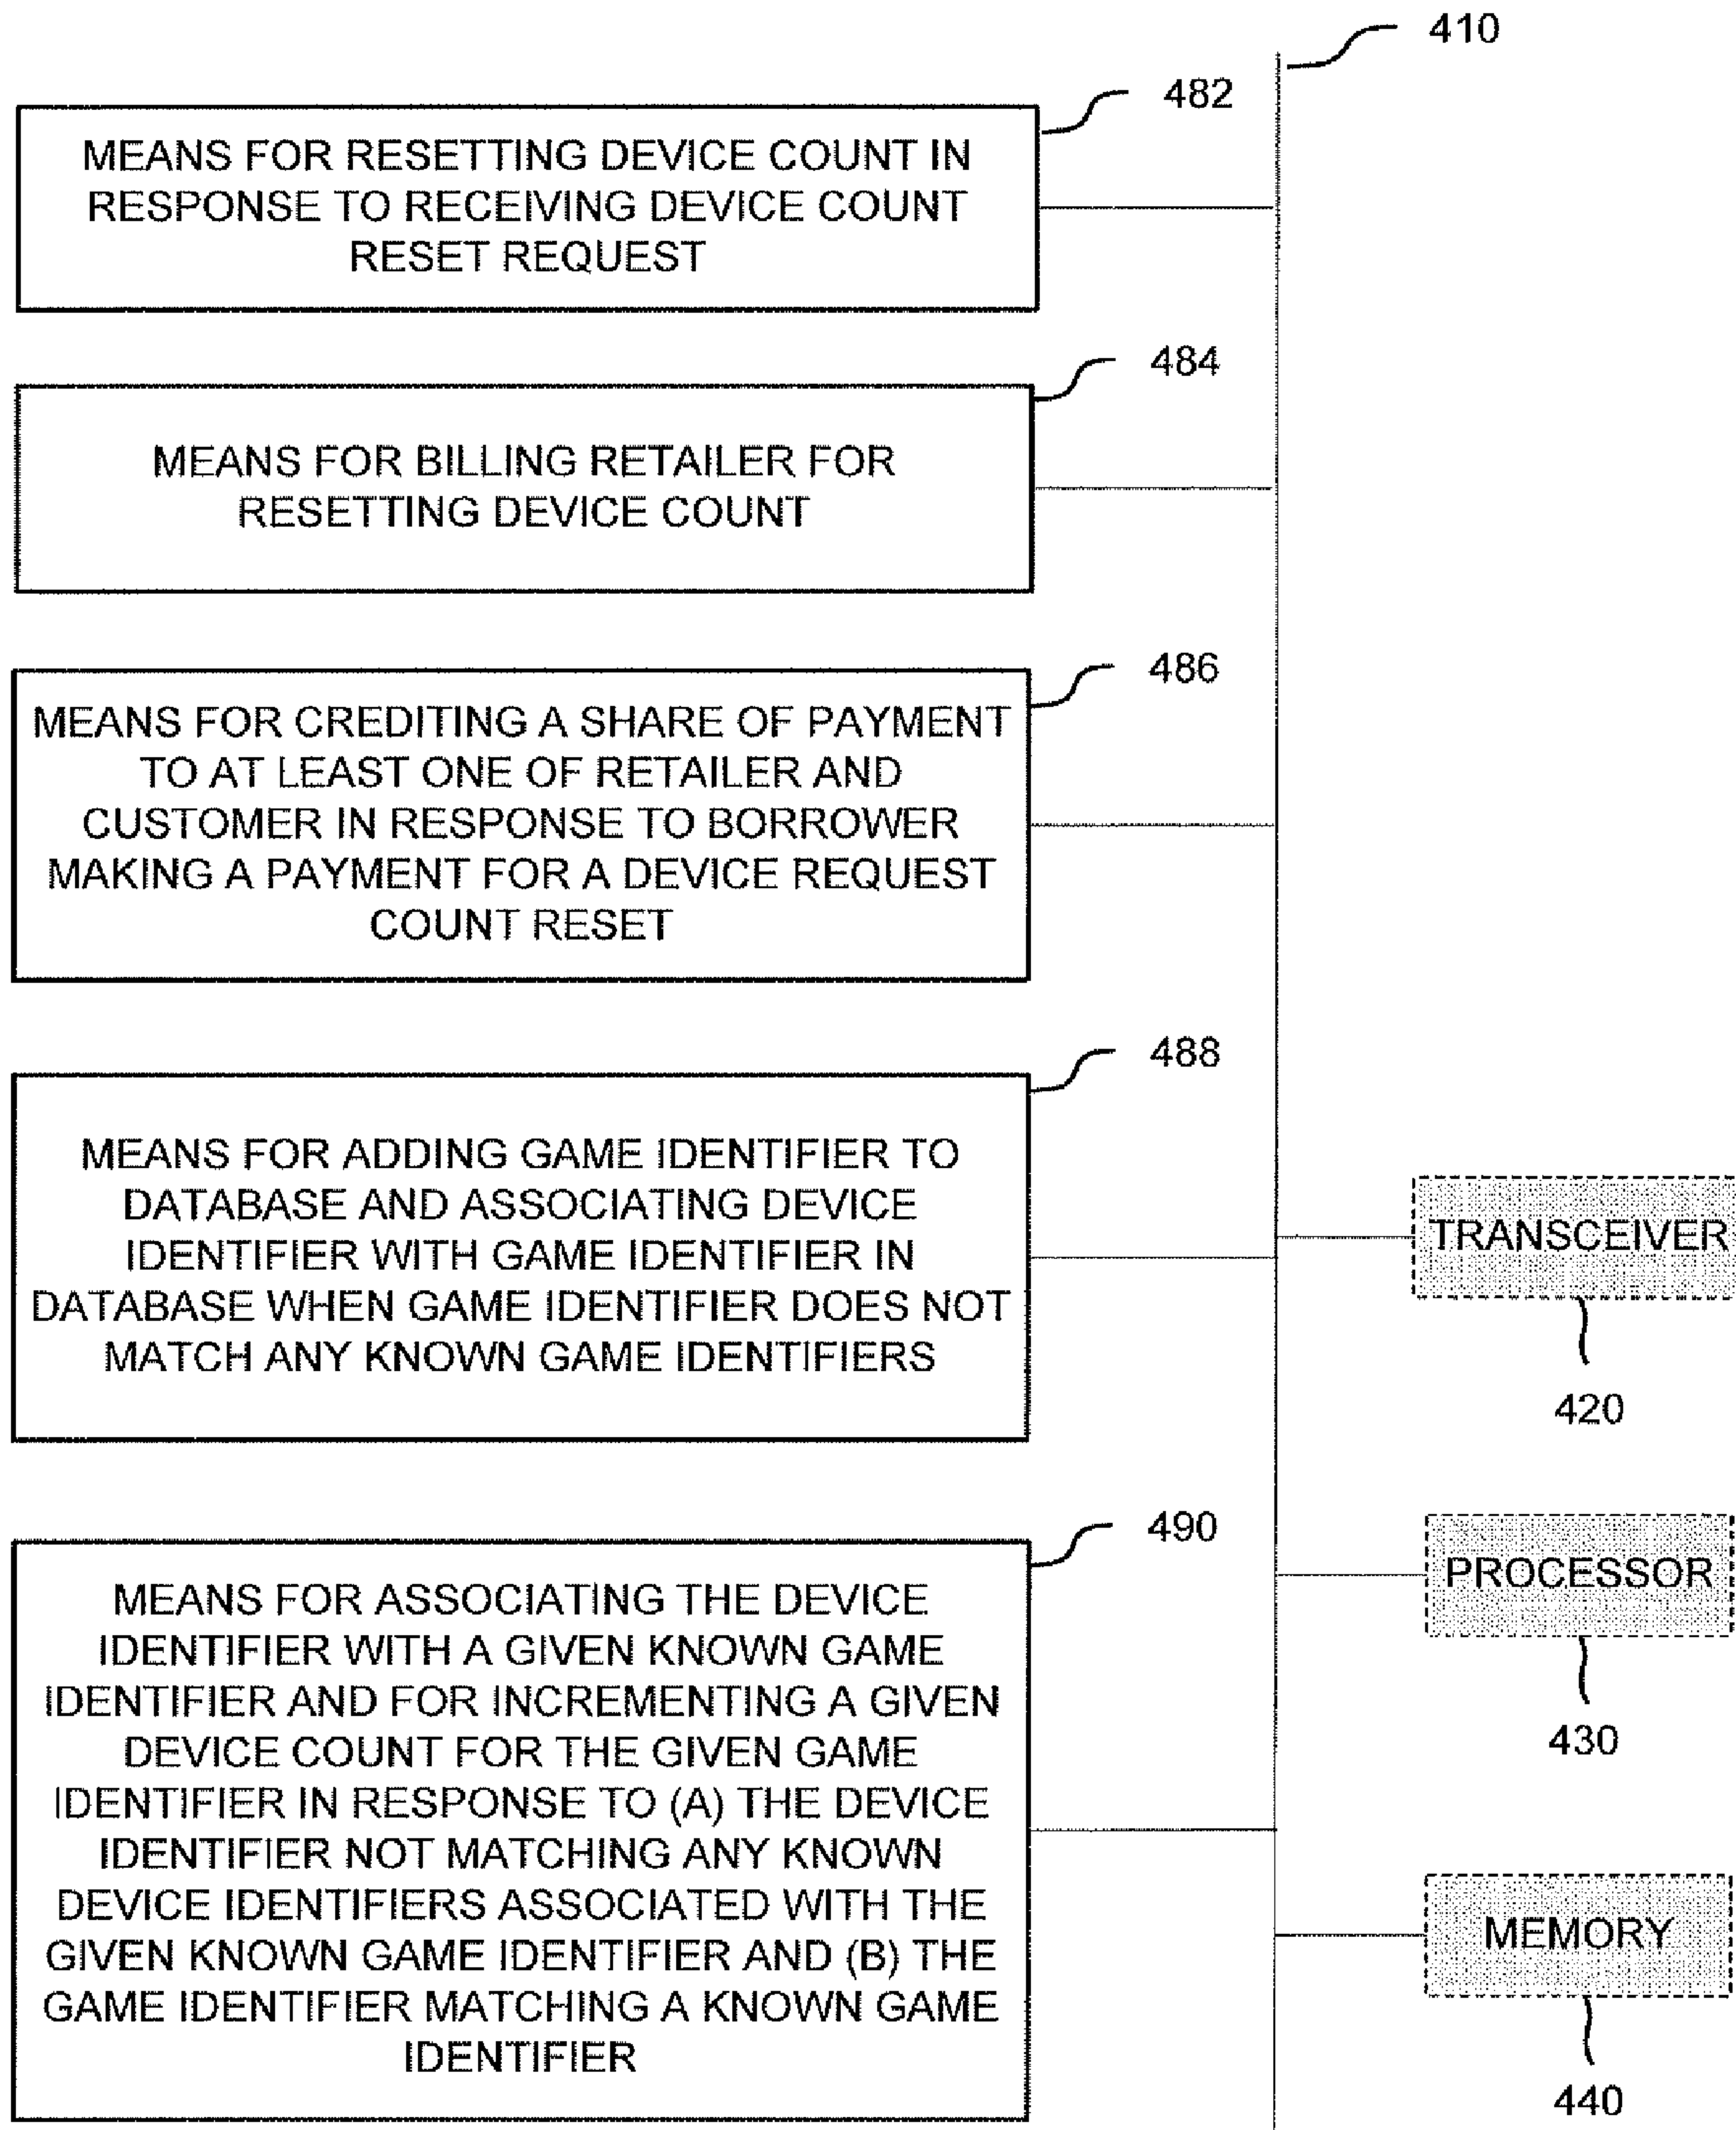 410
482
MEANS FOR RESETTING DEVICE COUNT IN
RESPONSE TO RECEIVING DEVICE COUNT
RESET REQUEST
484
MEANS FOR BILLING RETAILER FOR
RESETTING DEVICE COUNT
486
MEANS FOR CREDITING A SHARE OF PAYMENT
TO AT LEAST ONE OF RETAILER AND
CUSTOMER IN RESPONSE TO BORROWER
MAKING A PAYMENT FOR A DEVICE REQUEST
COUNT RESET
488
MEANS FOR ADDING GAME IDENTIFIER TO
DATABASE AND ASSOCIATING DEVICE
IDENTIFIER WITH GAME IDENTIFIER IN
DATABASE WHEN GAME IDENTIFIER DOES NOT
MATCH ANY KNOWN GAME IDENTIFIERS
TRANSCEIVER
420
490
MEANS FOR ASSOCIATING THE DEVICE
IDENTIFIER WITH A GIVEN KNOWN GAME
IDENTIFIER AND FOR INCREMENTING A GIVEN
DEVICE COUNT FOR THE GIVEN GAME
IDENTIFIER IN RESPONSE TO (A) THE DEVICE
IDENTIFIER NOT MATCHING ANY KNOWN
DEVICE IDENTIFIERS ASSOCIATED WITH THE
GIVEN KNOWN GAME IDENTIFIER AND (B) THE
GAME IDENTIFIER MATCHING A KNOWN GAME
IDENTIFIER
PROCESSOR
430
MEMORY
440